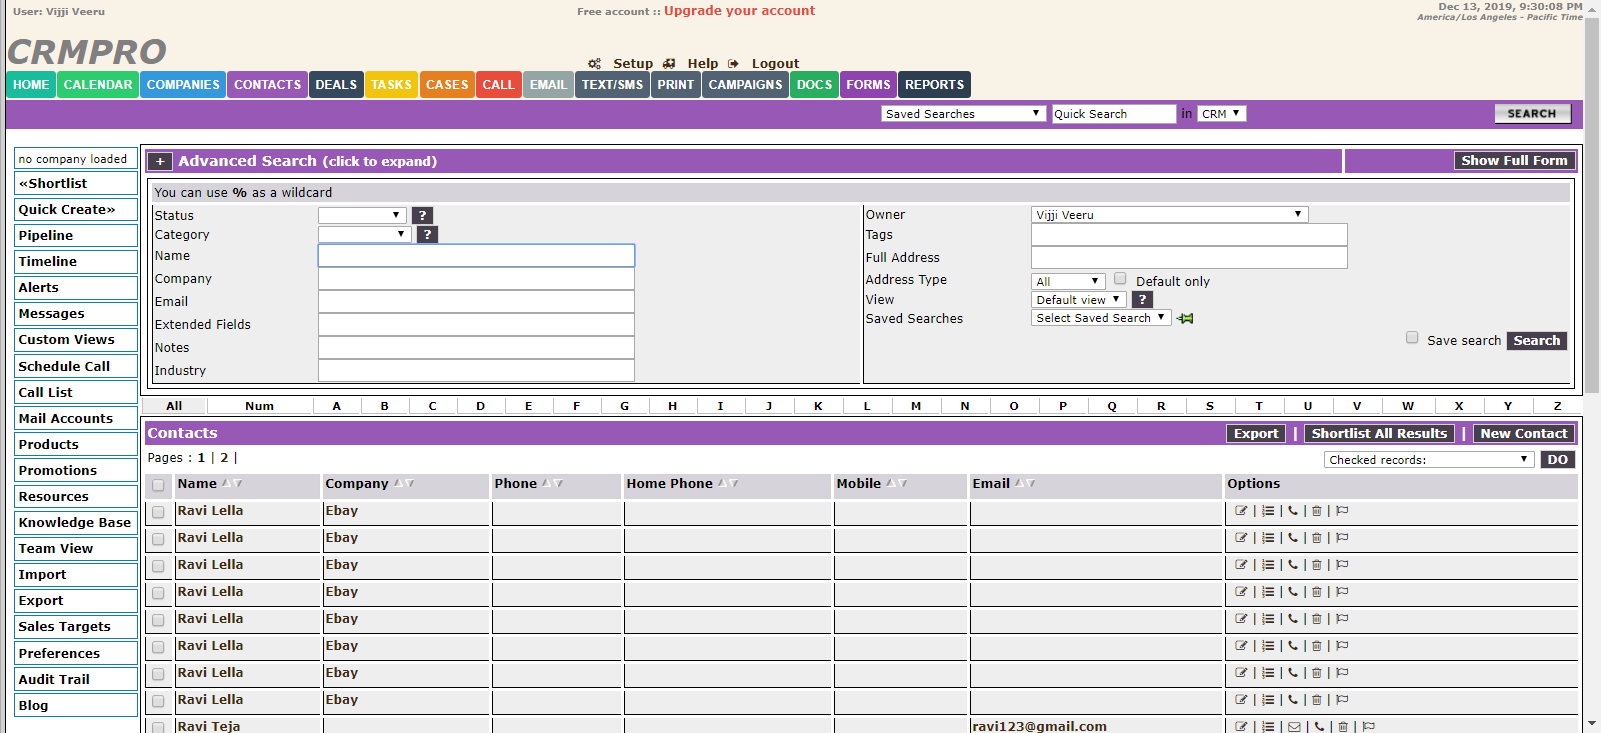 User: Vijji Veeru
Free account :: Upgrade your account
Dec 13, 2019, 9:30:08 PM
America/Los Angeles - Pacific Time
CRMPRO
Setup Help Logout
HOME CALENDAR COMPANIES CONTACTS DEALS TASKS CASES CALL EMAIL TEXT/SMS PRINT CAMPAIGNS DOCS FORMS REPORTS
Saved Searches Quick Search in CRM SEARCH
no company loaded
«Shortlist
Quick Create»
Pipeline
Timeline
Alerts
Messages
Custom Views
Schedule Call
Call List
Mail Accounts
Products
Promotions
Resources
Knowledge Base
Team View
Import
Export
Sales Targets
Preferences
Audit Trail
Blog
+ Advanced Search (click to expand) Show Full Form
You can use % as a wildcard
Status ?
Category ?
Name
Company
Email
Extended Fields
Notes
Industry
Owner Vijji Veeru
Tags
Full Address
Address Type All Default only
View Default view ?
Saved Searches Select Saved Search
Save search Search
All Num A B C D E F G H I J K L M N O P Q R S T U V W X Y Z
Contacts Export | Shortlist All Results | New Contact
Pages : 1 | 2 | Checked records: DO
Name Company Phone Home Phone Mobile Email Options
Ravi Lella Ebay | | | |
Ravi Lella Ebay | | | |
Ravi Lella Ebay | | | |
Ravi Lella Ebay | | | |
Ravi Lella Ebay | | | |
Ravi Lella Ebay | | | |
Ravi Lella Ebay | | | |
Ravi Lella Ebay | | | |
Ravi Teja ravi123@gmail.com | | | | |